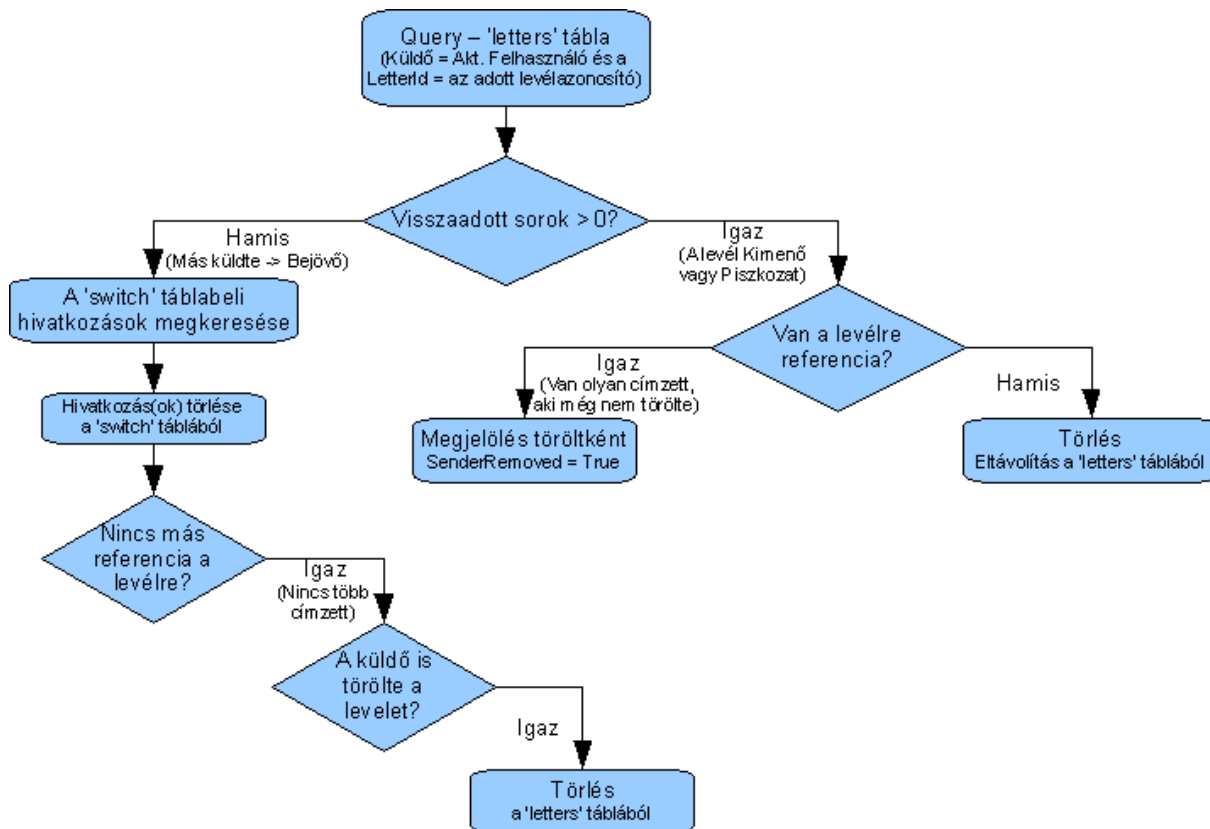 Query – 'letters' tábla
(Küldő = Akt. Felhasználó és a
LetterId = az adott levélazonosító)
Visszaadott sorok > 0?
Hamis
(Más küldte -> Bejövő)
Igaz
(A levél Kimenő
vagy Piszkozat)
A 'switch' táblabeli
hivatkozások megkeresése
Van a levélre
referencia?
Igaz
(Van olyan címzett,
aki még nem törölte)
Hamis
Hivatkozás(ok) törlése
a 'switch' táblából
Megjelölés töröltként
SenderRemoved = True
Törlés
Eltávolítás a 'letters' táblából
Nincs más
referencia a
levélre?
Igaz
(Nincs több
címzett)
A küldő is
törölte a
levelet?
Igaz
Törlés
a 'letters' táblából